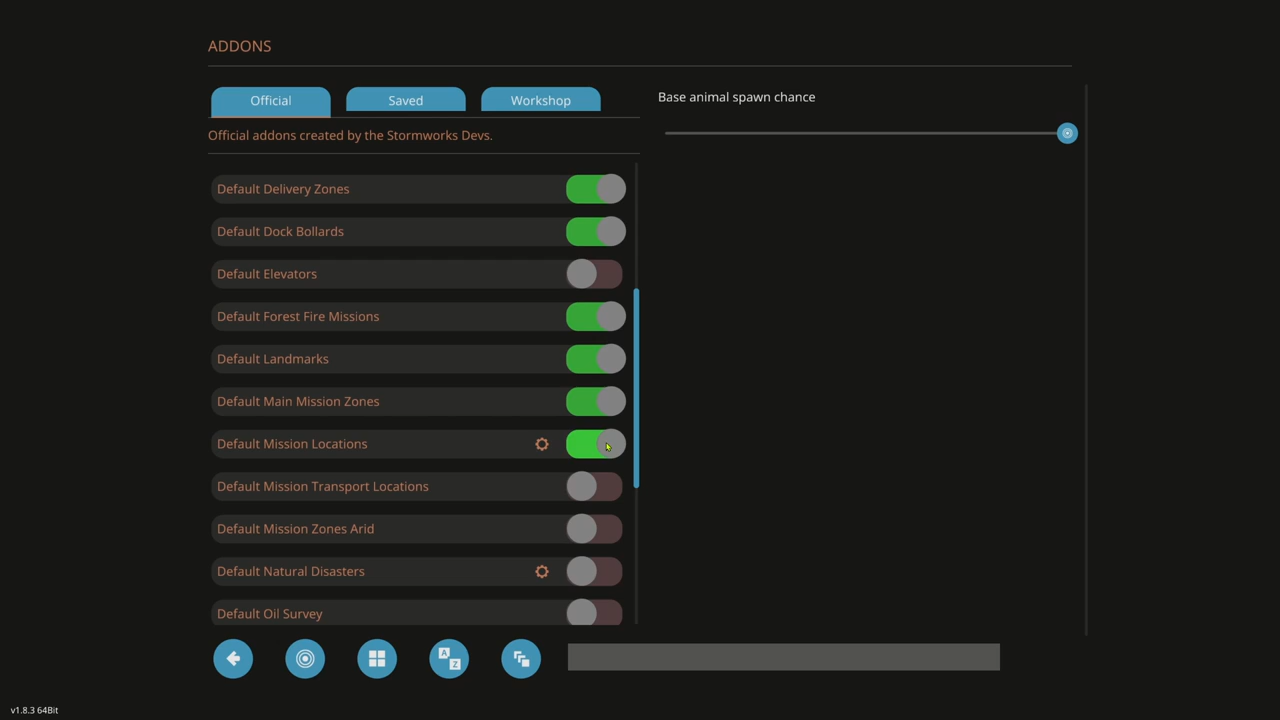 ADDONS
Official
Saved
Workshop
Official addons created by the Stormworks Devs.
Default Delivery Zones
Default Dock Bollards
Default Elevators
Default Forest Fire Missions
Default Landmarks
Default Main Mission Zones
Default Mission Locations
Default Mission Transport Locations
Default Mission Zones Arid
Default Natural Disasters
Default Oil Survey
Base animal spawn chance
A
Z
v1.8.3 64Bit